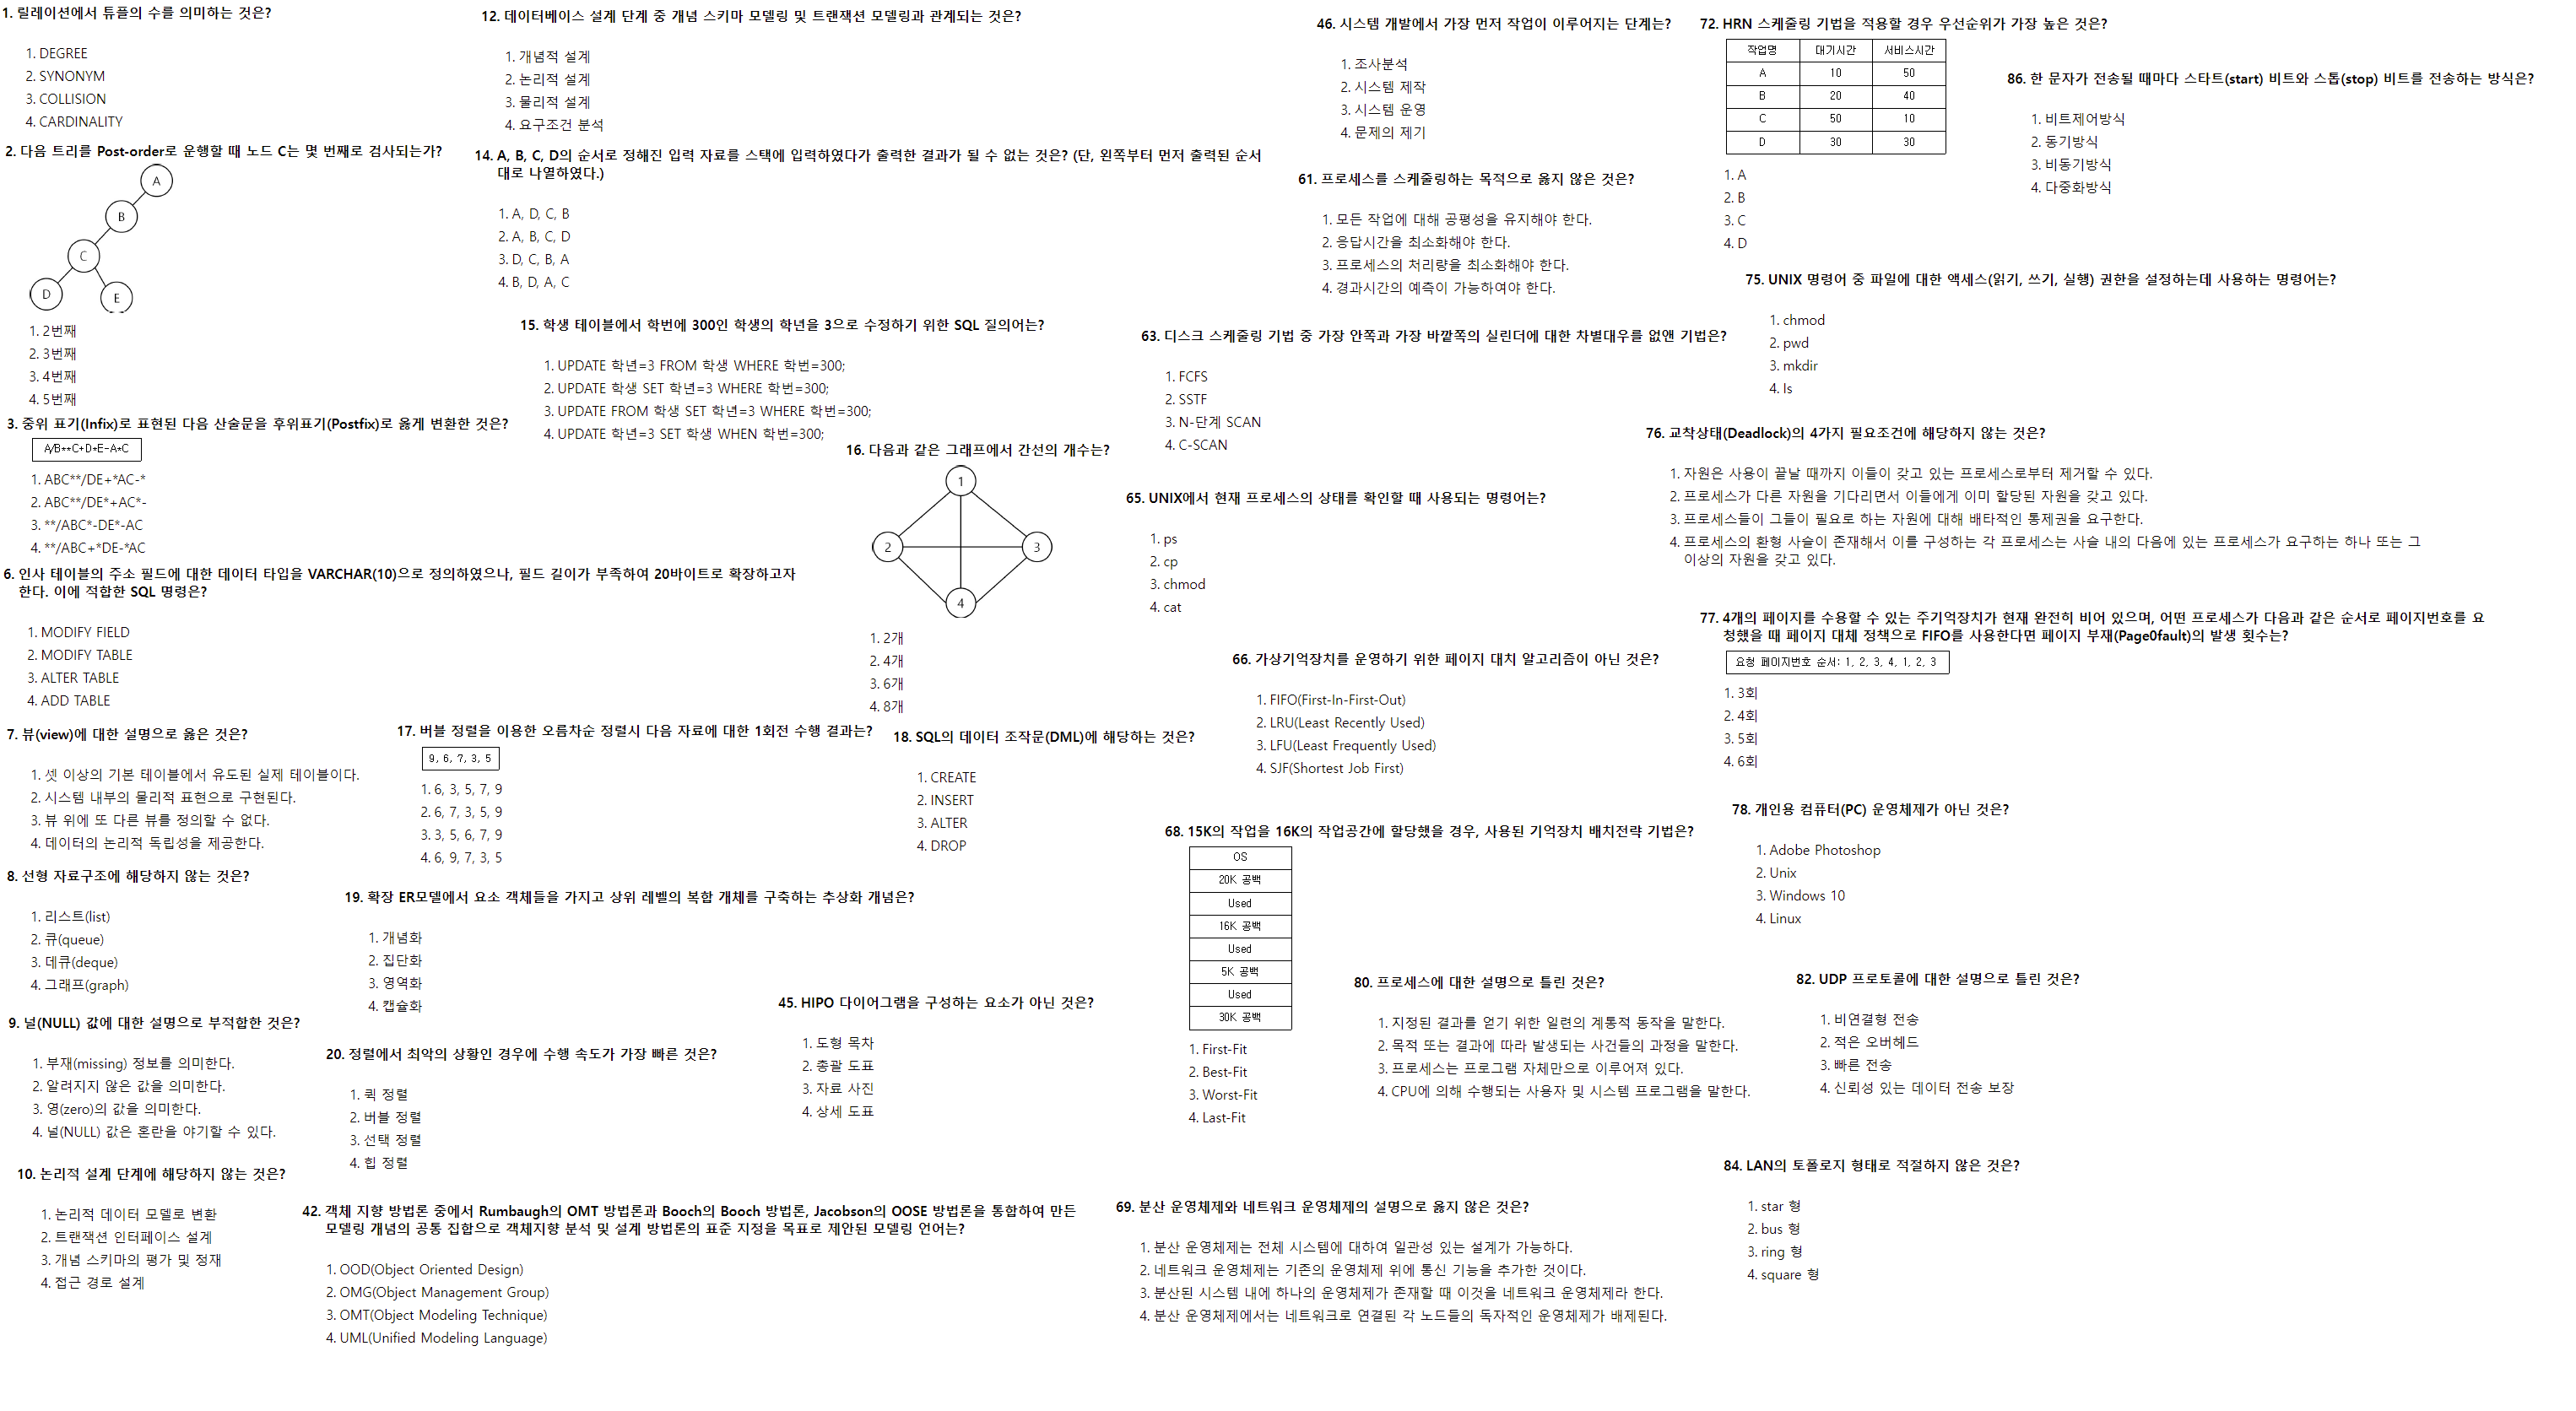 1. 릴레이션에서 튜플의 수를 의미하는 것은?
1. DEGREE
2. SYNONYM
3. COLLISION
4. CARDINALITY
2. 다음 트리를 Post-order로 운행할 때 노드 C는 몇 번째로 검사되는가?
A
B
C
D
E
1. 2번째
2. 3번째
3. 4번째
4. 5번째
3. 중위 표기(Infix)로 표현된 다음 산술문을 후위표기(Postfix)로 옳게 변환한 것은?
A/B**C+D*E-A*C
1. ABC**/DE+*AC-*
2. ABC**/DE*+AC*-
3. **/ABC*-DE*-AC
4. **/ABC+*DE-*AC
6. 인사 테이블의 주소 필드에 대한 데이터 타입을 VARCHAR(10)으로 정의하였으나, 필드 길이가 부족하여 20바이트로 확장하고자
한다. 이에 적합한 SQL 명령은?
1. MODIFY FIELD
2. MODIFY TABLE
3. ALTER TABLE
4. ADD TABLE
7. 뷰(view)에 대한 설명으로 옳은 것은?
1. 셋 이상의 기본 테이블에서 유도된 실제 테이블이다.
2. 시스템 내부의 물리적 표현으로 구현된다.
3. 뷰 위에 또 다른 뷰를 정의할 수 없다.
4. 데이터의 논리적 독립성을 제공한다.
8. 선형 자료구조에 해당하지 않는 것은?
1. 리스트(list)
2. 큐(queue)
3. 데큐(deque)
4. 그래프(graph)
9. 널(NULL) 값에 대한 설명으로 부적합한 것은?
1. 부재(missing) 정보를 의미한다.
2. 알려지지 않은 값을 의미한다.
3. 영(zero)의 값을 의미한다.
4. 널(NULL) 값은 혼란을 야기할 수 있다.
10. 논리적 설계 단계에 해당하지 않는 것은?
1. 논리적 데이터 모델로 변환
2. 트랜잭션 인터페이스 설계
3. 개념 스키마의 평가 및 정재
4. 접근 경로 설계
12. 데이터베이스 설계 단계 중 개념 스키마 모델링 및 트랜잭션 모델링과 관계되는 것은?
1. 개념적 설계
2. 논리적 설계
3. 물리적 설계
4. 요구조건 분석
14. A, B, C, D의 순서로 정해진 입력 자료를 스택에 입력하였다가 출력한 결과가 될 수 없는 것은? (단, 왼쪽부터 먼저 출력된 순서
대로 나열하였다.)
1. A, D, C, B
2. A, B, C, D
3. D, C, B, A
4. B, D, A, C
15. 학생 테이블에서 학번에 300인 학생의 학년을 3으로 수정하기 위한 SQL 질의어는?
1. UPDATE 학년=3 FROM 학생 WHERE 학번=300;
2. UPDATE 학생 SET 학년=3 WHERE 학번=300;
3. UPDATE FROM 학생 SET 학년=3 WHERE 학번=300;
4. UPDATE 학년=3 SET 학생 WHEN 학번=300;
16. 다음과 같은 그래프에서 간선의 개수는?
1
2
3
4
1. 2개
2. 4개
3. 6개
4. 8개
17. 버블 정렬을 이용한 오름차순 정렬시 다음 자료에 대한 1회전 수행 결과는?
9, 6, 7, 3, 5
1. 6, 3, 5, 7, 9
2. 6, 7, 3, 5, 9
3. 3, 5, 6, 7, 9
4. 6, 9, 7, 3, 5
18. SQL의 데이터 조작문(DML)에 해당하는 것은?
1. CREATE
2. INSERT
3. ALTER
4. DROP
19. 확장 ER모델에서 요소 객체들을 가지고 상위 레벨의 복합 개체를 구축하는 추상화 개념은?
1. 개념화
2. 집단화
3. 영역화
4. 캡슐화
20. 정렬에서 최악의 상황인 경우에 수행 속도가 가장 빠른 것은?
1. 퀵 정렬
2. 버블 정렬
3. 선택 정렬
4. 힙 정렬
42. 객체 지향 방법론 중에서 Rumbaugh의 OMT 방법론과 Booch의 Booch 방법론, Jacobson의 OOSE 방법론을 통합하여 만든
모델링 개념의 공통 집합으로 객체지향 분석 및 설계 방법론의 표준 지정을 목표로 제안된 모델링 언어는?
1. OOD(Object Oriented Design)
2. OMG(Object Management Group)
3. OMT(Object Modeling Technique)
4. UML(Unified Modeling Language)
45. HIPO 다이어그램을 구성하는 요소가 아닌 것은?
1. 도형 목차
2. 총괄 도표
3. 자료 사진
4. 상세 도표
46. 시스템 개발에서 가장 먼저 작업이 이루어지는 단계는?
1. 조사분석
2. 시스템 제작
3. 시스템 운영
4. 문제의 제기
61. 프로세스를 스케줄링하는 목적으로 옳지 않은 것은?
1. 모든 작업에 대해 공평성을 유지해야 한다.
2. 응답시간을 최소화해야 한다.
3. 프로세스의 처리량을 최소화해야 한다.
4. 경과시간의 예측이 가능하여야 한다.
63. 디스크 스케줄링 기법 중 가장 안쪽과 가장 바깥쪽의 실린더에 대한 차별대우를 없앤 기법은?
1. FCFS
2. SSTF
3. N-단계 SCAN
4. C-SCAN
65. UNIX에서 현재 프로세스의 상태를 확인할 때 사용되는 명령어는?
1. ps
2. cp
3. chmod
4. cat
66. 가상기억장치를 운영하기 위한 페이지 대치 알고리즘이 아닌 것은?
1. FIFO(First-In-First-Out)
2. LRU(Least Recently Used)
3. LFU(Least Frequently Used)
4. SJF(Shortest Job First)
68. 15K의 작업을 16K의 작업공간에 할당했을 경우, 사용된 기억장치 배치전략 기법은?
OS
20K 공백
Used
16K 공백
Used
5K 공백
Used
30K 공백
1. First-Fit
2. Best-Fit
3. Worst-Fit
4. Last-Fit
69. 분산 운영체제와 네트워크 운영체제의 설명으로 옳지 않은 것은?
1. 분산 운영체제는 전체 시스템에 대하여 일관성 있는 설계가 가능하다.
2. 네트워크 운영체제는 기존의 운영체제 위에 통신 기능을 추가한 것이다.
3. 분산된 시스템 내에 하나의 운영체제가 존재할 때 이것을 네트워크 운영체제라 한다.
4. 분산 운영체제에서는 네트워크로 연결된 각 노드들의 독자적인 운영체제가 배제된다.
72. HRN 스케줄링 기법을 적용할 경우 우선순위가 가장 높은 것은?
작업명 대기시간 서비스시간
A 10 50
B 20 40
C 50 10
D 30 30
1. A
2. B
3. C
4. D
75. UNIX 명령어 중 파일에 대한 액세스(읽기, 쓰기, 실행) 권한을 설정하는데 사용하는 명령어는?
1. chmod
2. pwd
3. mkdir
4. ls
76. 교착상태(Deadlock)의 4가지 필요조건에 해당하지 않는 것은?
1. 자원은 사용이 끝날 때까지 이들이 갖고 있는 프로세스로부터 제거할 수 있다.
2. 프로세스가 다른 자원을 기다리면서 이들에게 이미 할당된 자원을 갖고 있다.
3. 프로세스들이 그들이 필요로 하는 자원에 대해 배타적인 통제권을 요구한다.
4. 프로세스의 환형 사슬이 존재해서 이를 구성하는 각 프로세스는 사슬 내의 다음에 있는 프로세스가 요구하는 하나 또는 그
이상의 자원을 갖고 있다.
77. 4개의 페이지를 수용할 수 있는 주기억장치가 현재 완전히 비어 있으며, 어떤 프로세스가 다음과 같은 순서로 페이지번호를 요
청했을 때 페이지 대체 정책으로 FIFO를 사용한다면 페이지 부재(Page0fault)의 발생 횟수는?
요청 페이지번호 순서: 1, 2, 3, 4, 1, 2, 3
1. 3회
2. 4회
3. 5회
4. 6회
78. 개인용 컴퓨터(PC) 운영체제가 아닌 것은?
1. Adobe Photoshop
2. Unix
3. Windows 10
4. Linux
80. 프로세스에 대한 설명으로 틀린 것은?
1. 지정된 결과를 얻기 위한 일련의 계통적 동작을 말한다.
2. 목적 또는 결과에 따라 발생되는 사건들의 과정을 말한다.
3. 프로세스는 프로그램 자체만으로 이루어져 있다.
4. CPU에 의해 수행되는 사용자 및 시스템 프로그램을 말한다.
82. UDP 프로토콜에 대한 설명으로 틀린 것은?
1. 비연결형 전송
2. 적은 오버헤드
3. 빠른 전송
4. 신뢰성 있는 데이터 전송 보장
84. LAN의 토폴로지 형태로 적절하지 않은 것은?
1. star 형
2. bus 형
3. ring 형
4. square 형
86. 한 문자가 전송될 때마다 스타트(start) 비트와 스톱(stop) 비트를 전송하는 방식은?
1. 비트제어방식
2. 동기방식
3. 비동기방식
4. 다중화방식